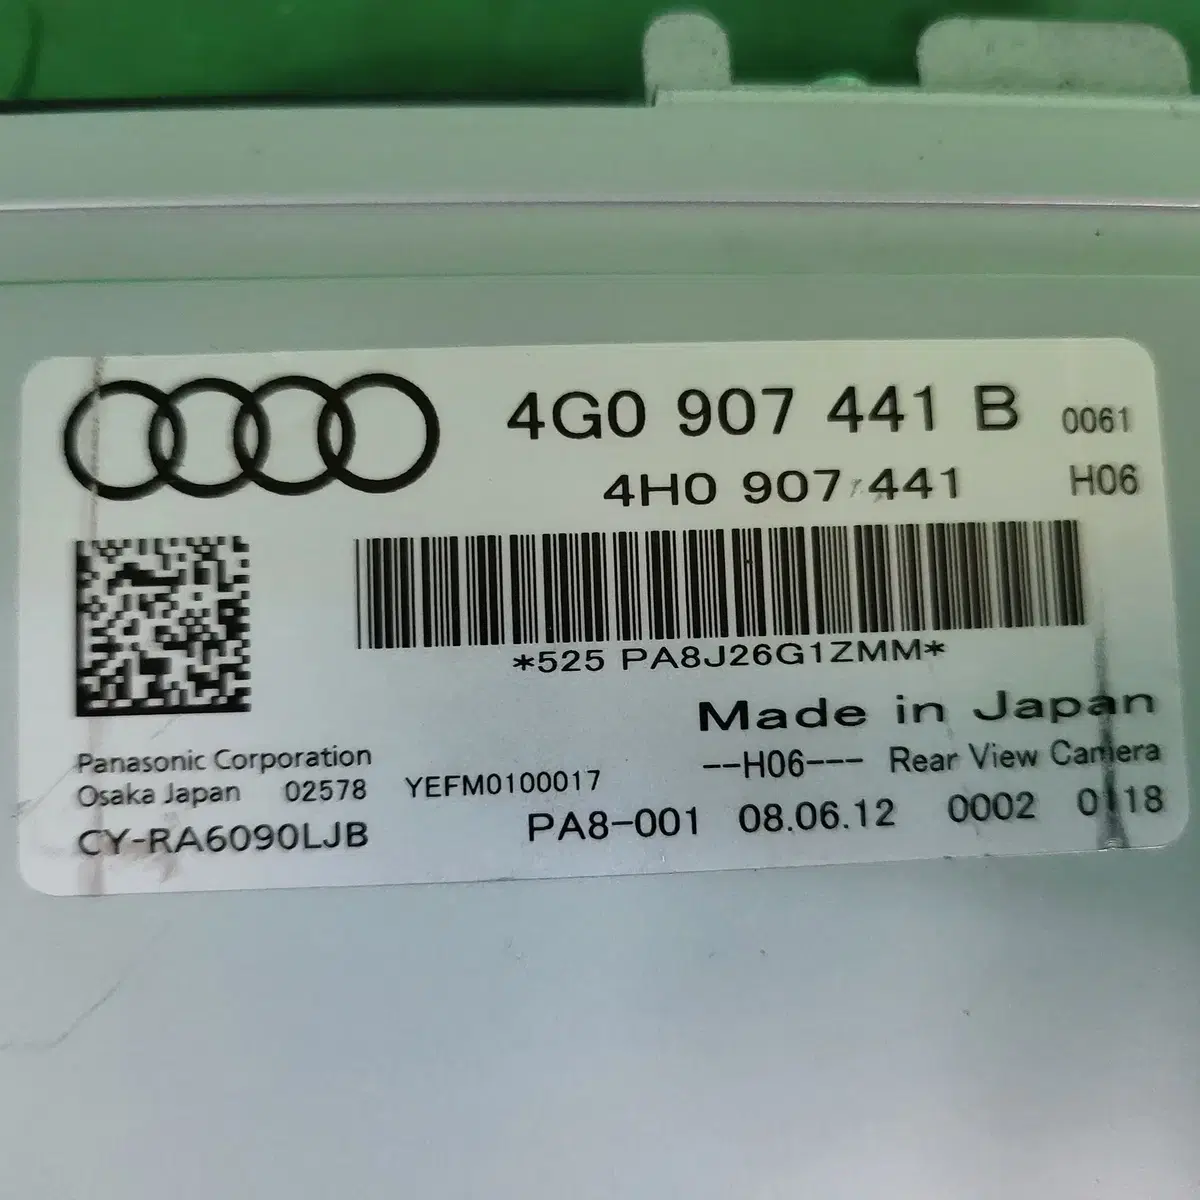 4G0 907 441 B 0061
4H0 907 441 H06
*525 PA8J26G1ZMM*
Made in Japan
Panasonic Corporation --H06--- Rear View Camera
Osaka Japan 02578 YEFM0100017
CY-RA6090LJB PA8-001 08.06.12 0002 0118